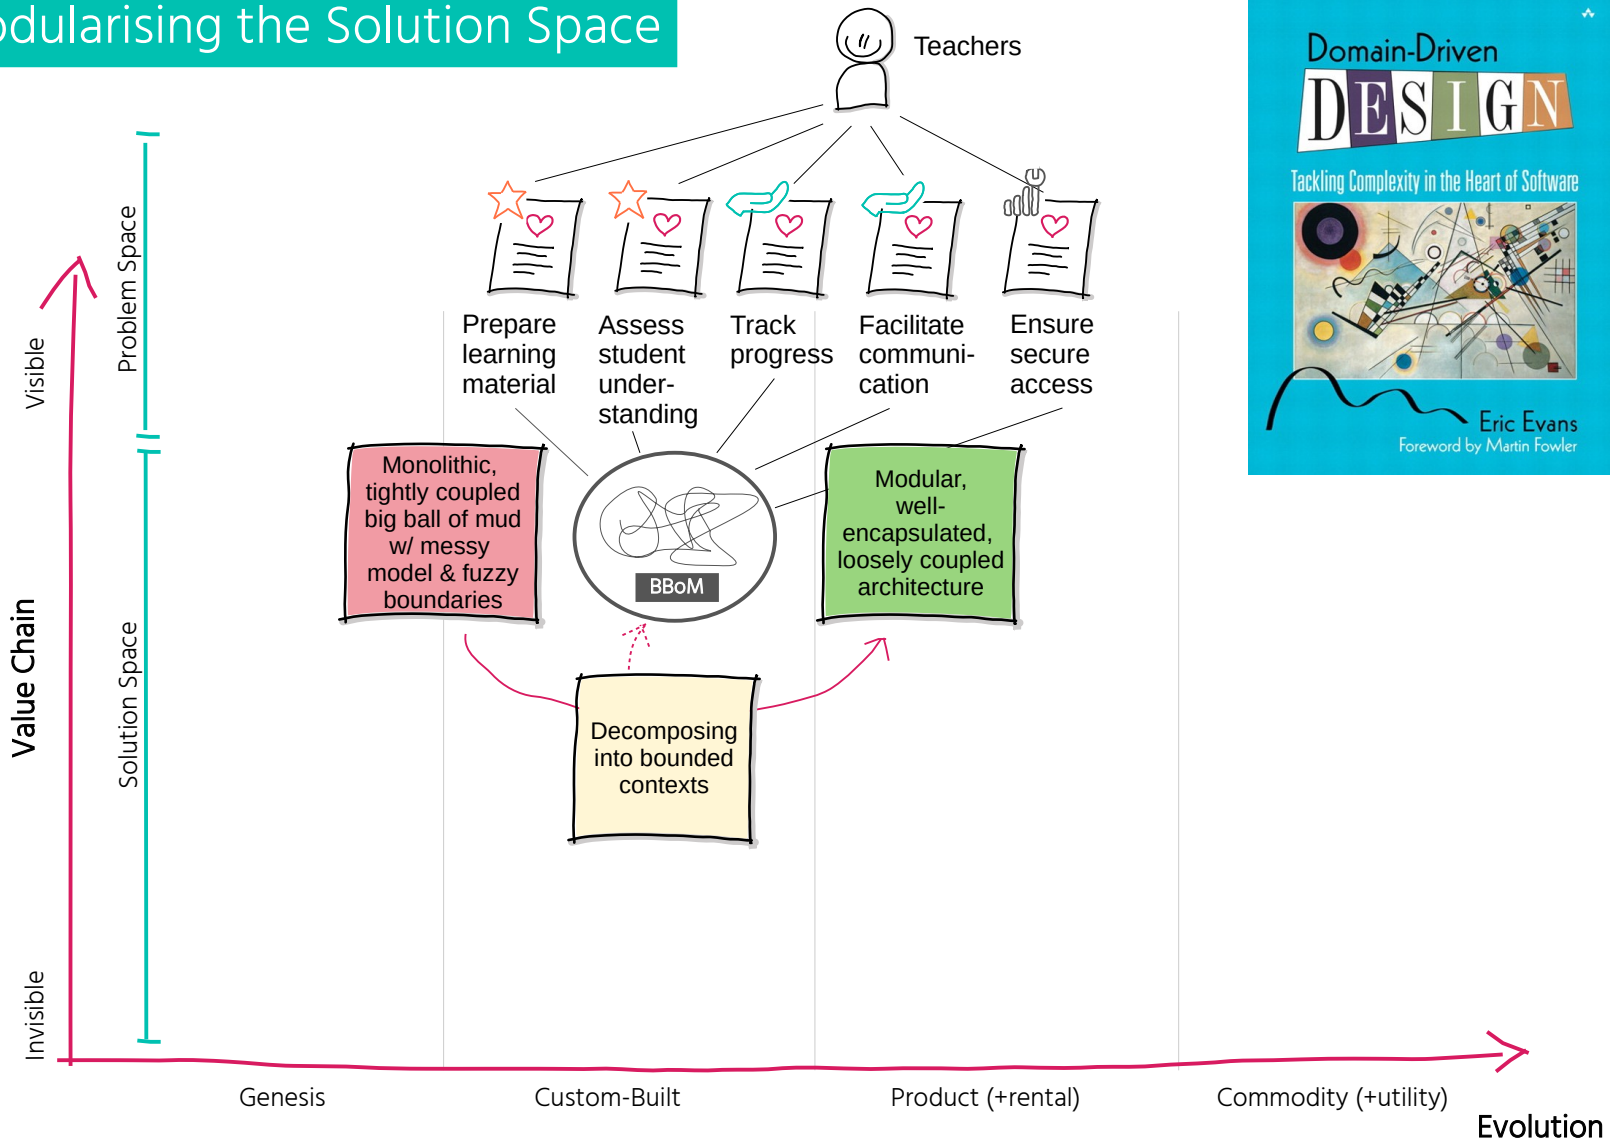 odularising the Solution Space
Teachers
Domain-Driven
DESIGN
Tackling Complexity in the Heart of Software
Eric Evans
Foreword by Martin Fowler
Problem Space
Visible
Prepare
learning
material
Assess
student
under-
standing
Track
progress
Facilitate
communi-
cation
Ensure
secure
access
Monolithic,
tightly coupled
big ball of mud
w/ messy
model & fuzzy
boundaries
BBoM
Modular,
well-
encapsulated,
loosely coupled
architecture
Value Chain
Solution Space
Decomposing
into bounded
contexts
Invisible
Genesis
Custom-Built
Product (+rental)
Commodity (+utility)
Evolution